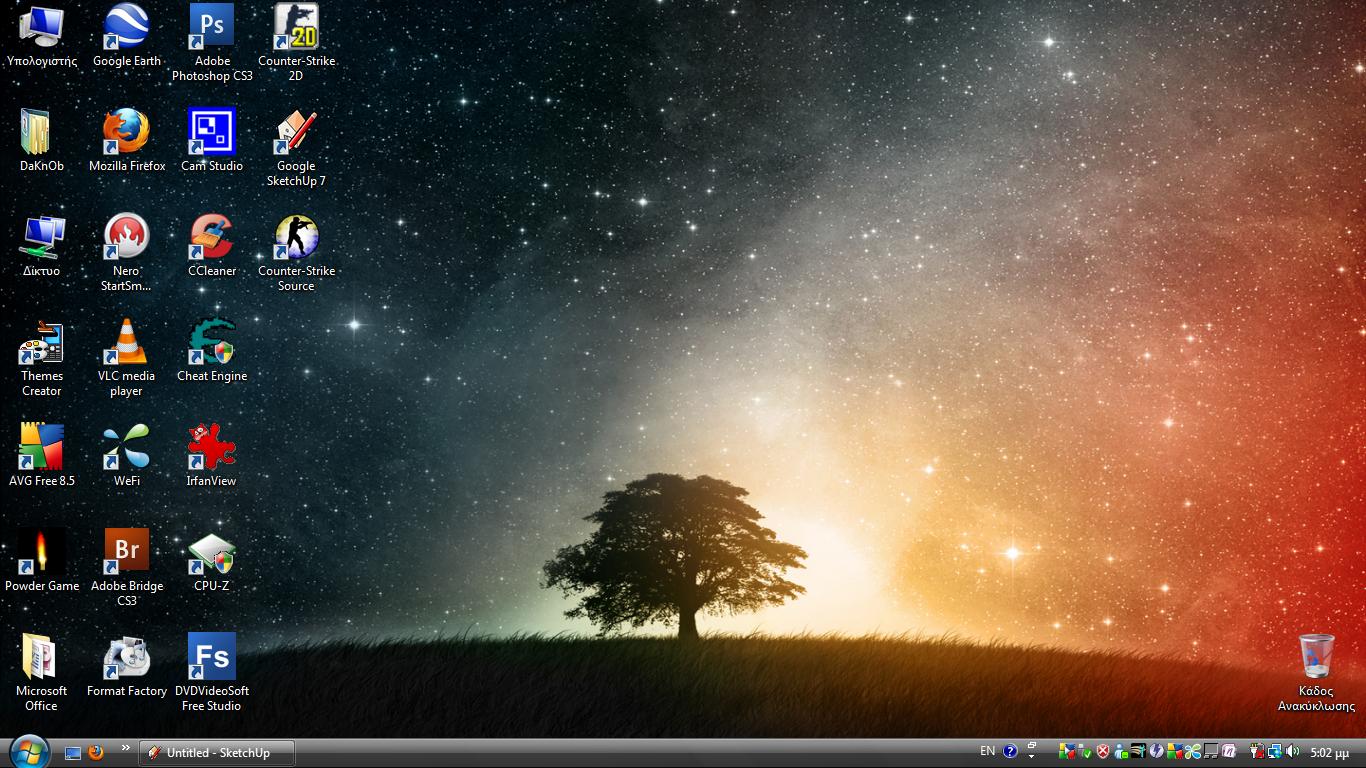 Υπολογιστής
Google Earth
Ps
Adobe
Photoshop CS3
2D
Counter-Strike
2D
DaKnOb
Mozilla Firefox
Cam Studio
Google
SketchUp 7
Δίκτυο
Nero
StartSm...
CCleaner
Counter-Strike
Source
Themes
Creator
VLC media
player
Cheat Engine
AVG Free 8.5
WeFi
IrfanView
Powder Game
Br
Adobe Bridge
CS3
CPU-Z
Microsoft
Office
Format Factory
Fs
DVDVideoSoft
Free Studio
Κάδος
Ανακύκλωσης
Untitled - SketchUp
EN
5:02 μμ